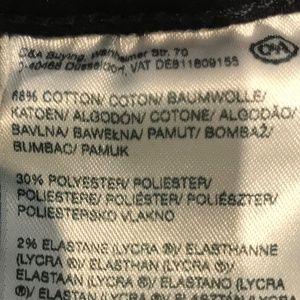 C&A Buying, Wanheimer Str. 70
D-40468 Düsseldorf, VAT DE811809155
C&A
68% COTTON/ COTON/ BAUMWOLLE/
KATOEN/ ALGODÓN/ COTONE/ ALGODÃO/
BAVLNA/ BAWEŁNA/ PAMUT/ BOMBAŽ/
BUMBAC/ PAMUK
30% POLYESTER/ POLIESTER/
POLIESTERE/ POLIÉSTER/ POLIÉSZTER/
POLIESTERSKO VLAKNO
2% ELASTANE (LYCRA ®)/ ELASTHANNE
(LYCRA ®)/ ELASTHAN (LYCRA ®)/
ELASTAAN (LYCRA ®)/ ELASTANO (LYCRA